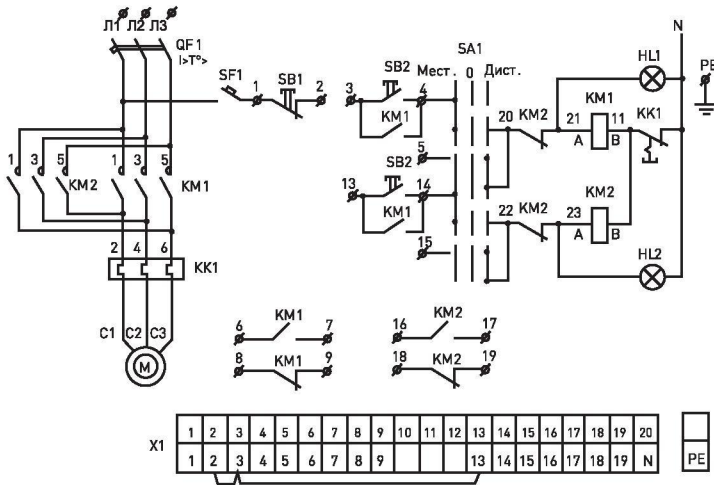 Л1 Л2 Л3
QF1
I>T°>
SF1
1
SB1
2
3
SB2
4
KM1
Мест.
SA1
0
Дист.
5
20
KM2
21
A
KM1
B
11
KK1
HL1
N
PE
1 3 5
KM2
1 3 5
KM1
2 4 6
KK1
C1 C2 C3
M
13
SB2
14
KM1
15
22
KM2
23
A
KM2
B
HL2
6
KM1
7
8
KM1
9
16
KM2
17
18
KM2
19
X1
1 2 3 4 5 6 7 8 9 10 11 12 13 14 15 16 17 18 19 20
1 2 3 4 5 6 7 8 9 13 14 15 16 17 18 19 N
PE